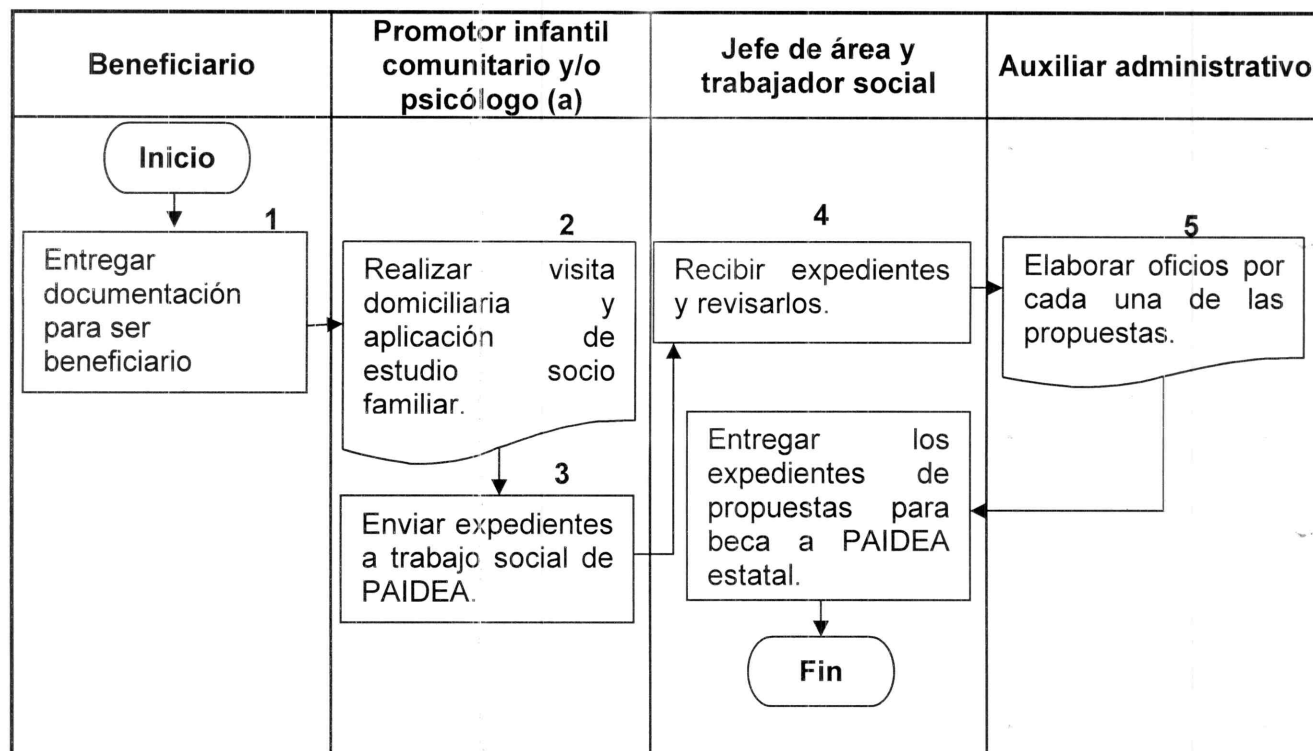 Beneficiario
Promotor infantil
comunitario y/o
psicólogo (a)
Jefe de área y
trabajador social
Auxiliar administrativo
Inicio
1
Entregar
documentación
para ser
beneficiario
2
Realizar visita
domiciliaria y
aplicación de
estudio socio
familiar.
3
Enviar expedientes
a trabajo social de
PAIDEA.
4
Recibir expedientes
y revisarlos.
5
Elaborar oficios por
cada una de las
propuestas.
Entregar los
expedientes de
propuestas para
beca a PAIDEA
estatal.
Fin